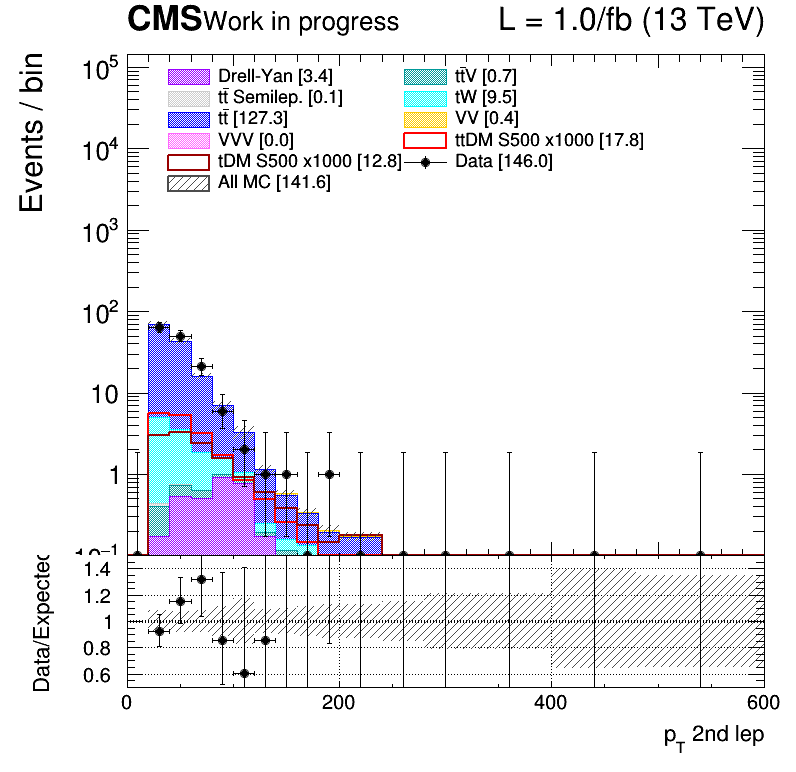 CMS Work in progress L = 1.0/fb (13 TeV)
Events / bin
10⁵
10⁴
10³
10²
10
1
10⁻¹
Drell-Yan [3.4]
tt̄V [0.7]
tt̄ Semilep. [0.1]
tW [9.5]
tt̄ [127.3]
VV [0.4]
VVV [0.0]
ttDM S500 x1000 [17.8]
tDM S500 x1000 [12.8]
Data [146.0]
All MC [141.6]
Data/Expected
1.4
1.2
1
0.8
0.6
0 200 400 600
p_T 2nd lep